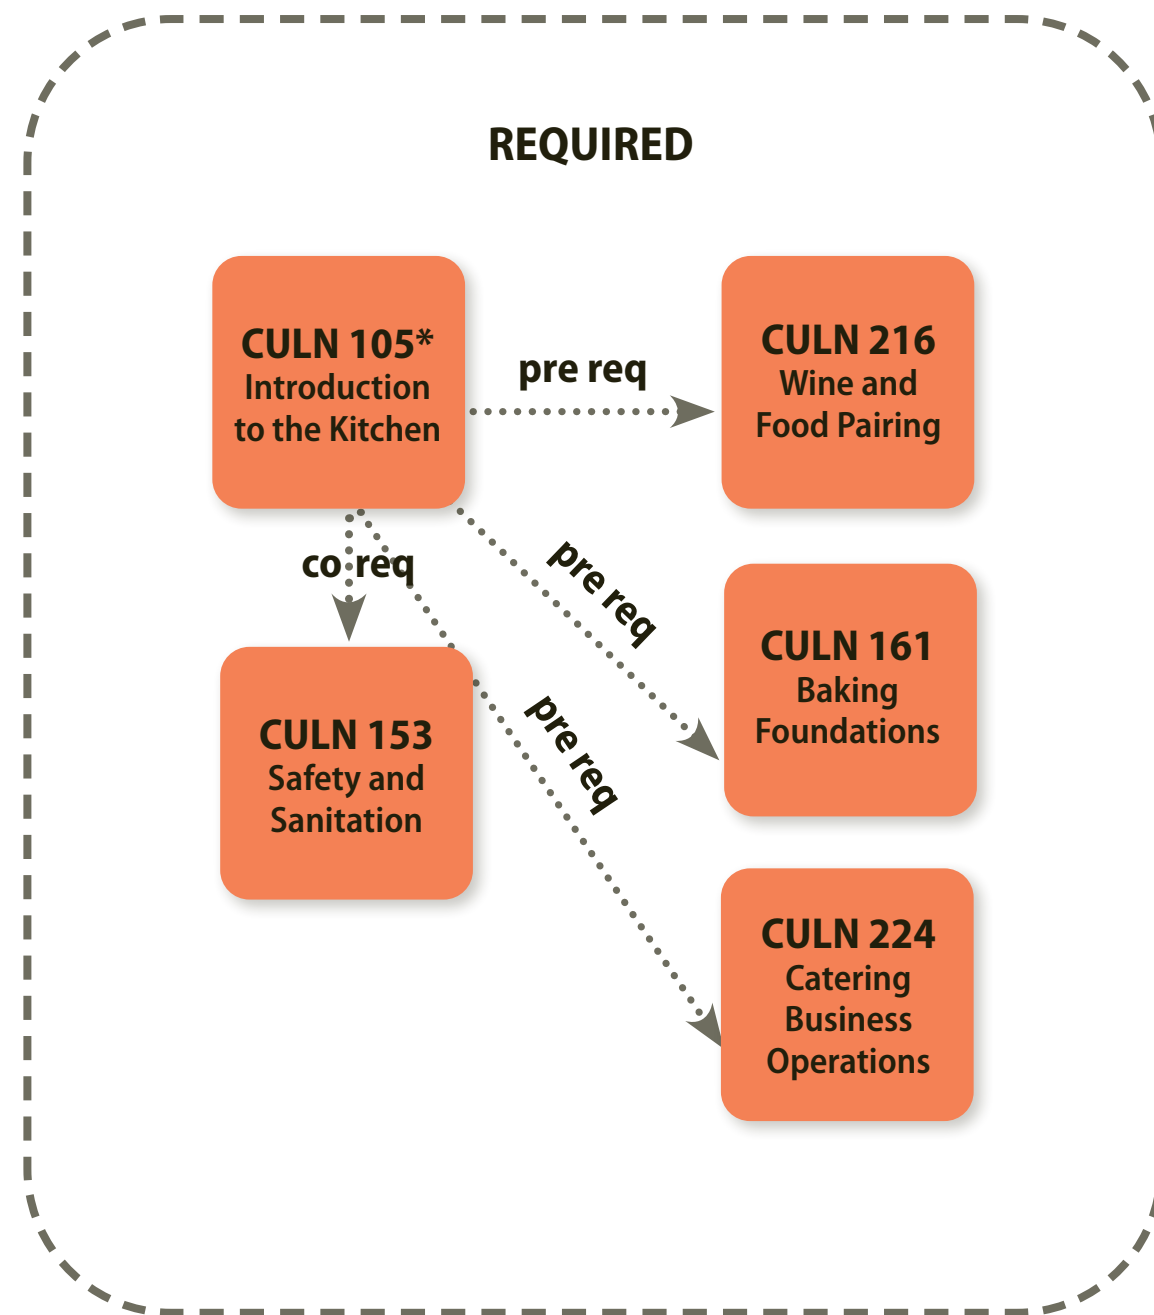 REQUIRED
CULN 105*
Introduction
to the Kitchen
pre req
CULN 216
Wine and
Food Pairing
co req
pre req
CULN 161
Baking
Foundations
CULN 153
Safety and
Sanitation
pre req
CULN 224
Catering
Business
Operations